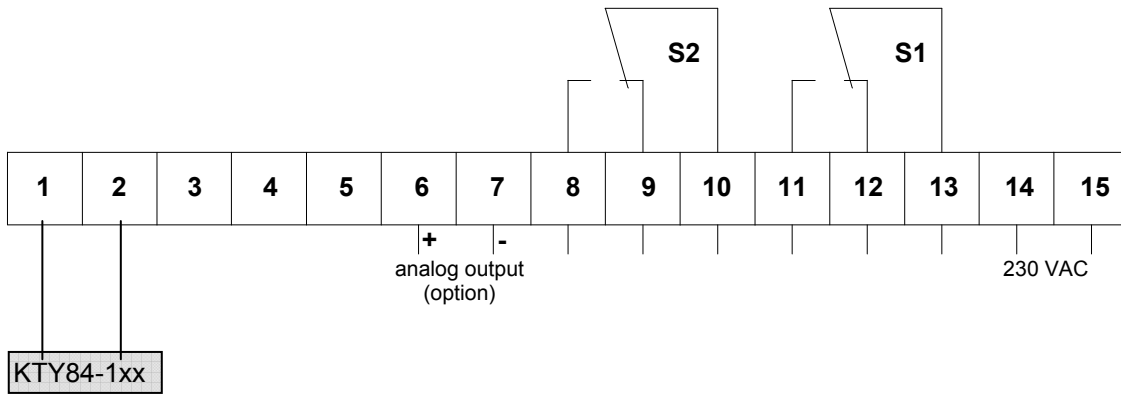 S2 S1
1 2 3 4 5 6 7 8 9 10 11 12 13 14 15
+ -
analog output
(option)
230 VAC
KTY84-1xx